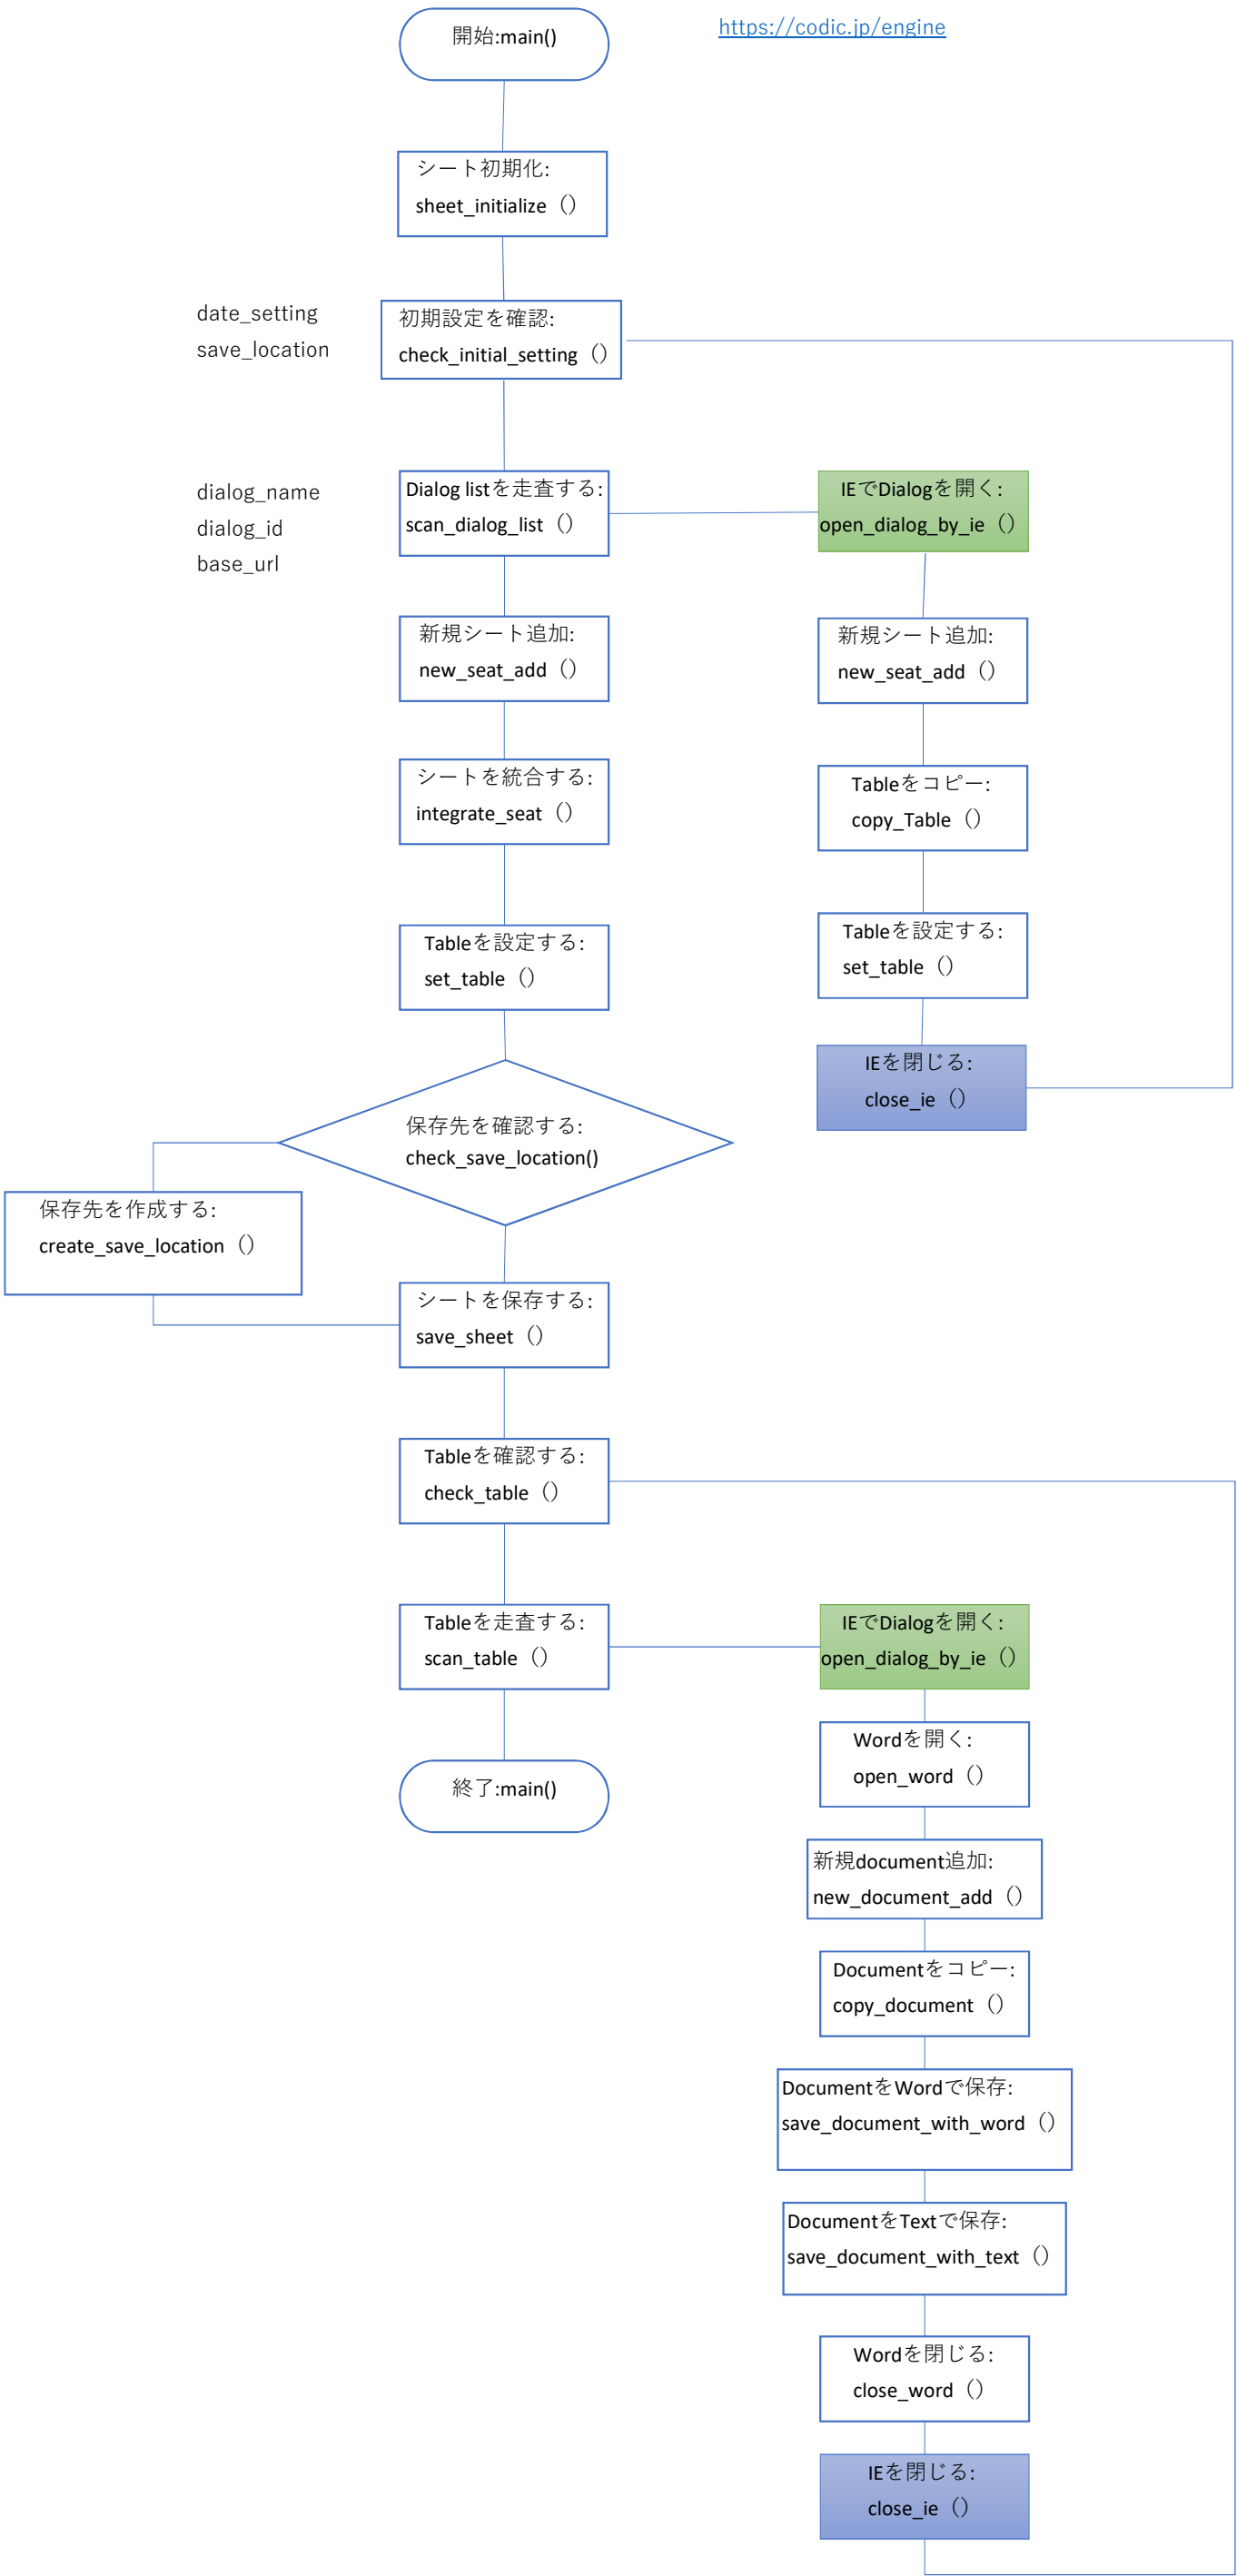 開始:main()
https://codic.jp/engine
シート初期化:
sheet_initialize（）
date_setting
save_location
初期設定を確認:
check_initial_setting（）
dialog_name
dialog_id
base_url
Dialog listを走査する:
scan_dialog_list（）
IEでDialogを開く:
open_dialog_by_ie（）
新規シート追加:
new_seat_add（）
新規シート追加:
new_seat_add（）
シートを統合する:
integrate_seat（）
Tableをコピー:
copy_Table（）
Tableを設定する:
set_table（）
Tableを設定する:
set_table（）
IEを閉じる:
close_ie（）
保存先を確認する:
check_save_location()
保存先を作成する:
create_save_location（）
シートを保存する:
save_sheet（）
Tableを確認する:
check_table（）
Tableを走査する:
scan_table（）
IEでDialogを開く:
open_dialog_by_ie（）
終了:main()
Wordを開く:
open_word（）
新規document追加:
new_document_add（）
Documentをコピー:
copy_document（）
DocumentをWordで保存:
save_document_with_word（）
DocumentをTextで保存:
save_document_with_text（）
Wordを閉じる:
close_word（）
IEを閉じる:
close_ie（）